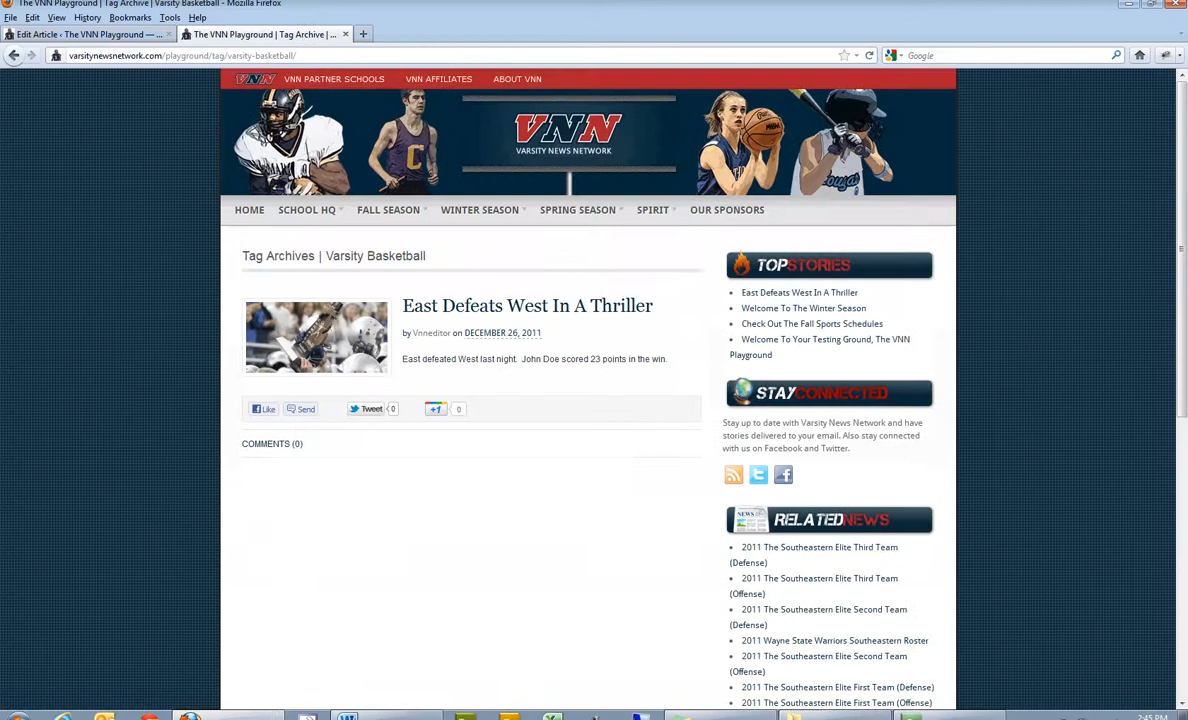 The VNN Playground | Tag Archive | Varsity Basketball - Mozilla Firefox
File Edit View History Bookmarks Tools Help
Edit Article ‹ The VNN Playground — ... × The VNN Playground | Tag Archive | ... × +
varsitynewsnetwork.com/playground/tag/varsity-basketball/ Google
VNN VNN PARTNER SCHOOLS VNN AFFILIATES ABOUT VNN
VNN
VARSITY NEWS NETWORK
C
HOME SCHOOL HQ FALL SEASON WINTER SEASON SPRING SEASON SPIRIT OUR SPONSORS
Tag Archives | Varsity Basketball
East Defeats West In A Thriller
by Vnneditor on DECEMBER 26, 2011
East defeated West last night. John Doe scored 23 points in the win.
Like Send Tweet 0 +1 0
COMMENTS (0)
TOPSTORIES
East Defeats West In A Thriller
Welcome To The Winter Season
Check Out The Fall Sports Schedules
Welcome To Your Testing Ground, The VNN
Playground
STAYCONNECTED
Stay up to date with Varsity News Network and have
stories delivered to your email. Also stay connected
with us on Facebook and Twitter.
NEWS RELATEDNEWS
2011 The Southeastern Elite Third Team
(Defense)
2011 The Southeastern Elite Third Team
(Offense)
2011 The Southeastern Elite Second Team
(Defense)
2011 Wayne State Warriors Southeastern Roster
2011 The Southeastern Elite Second Team
(Offense)
2011 The Southeastern Elite First Team (Defense)
2011 The Southeastern Elite First Team (Offense)
2:45 PM